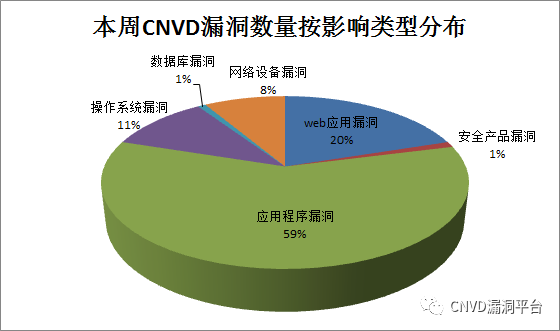 本周CNVD漏洞数量按影响类型分布
数据库漏洞
1%
网络设备漏洞
8%
操作系统漏洞
11%
web应用漏洞
20%
安全产品漏洞
1%
应用程序漏洞
59%
CNVD漏洞平台